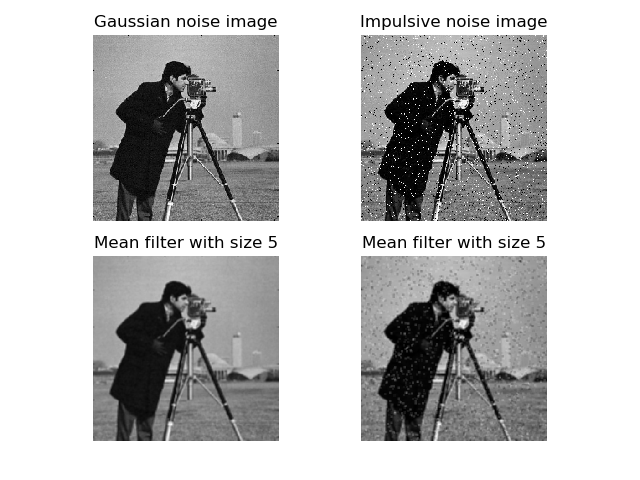 Gaussian noise image
Impulsive noise image
Mean filter with size 5
Mean filter with size 5